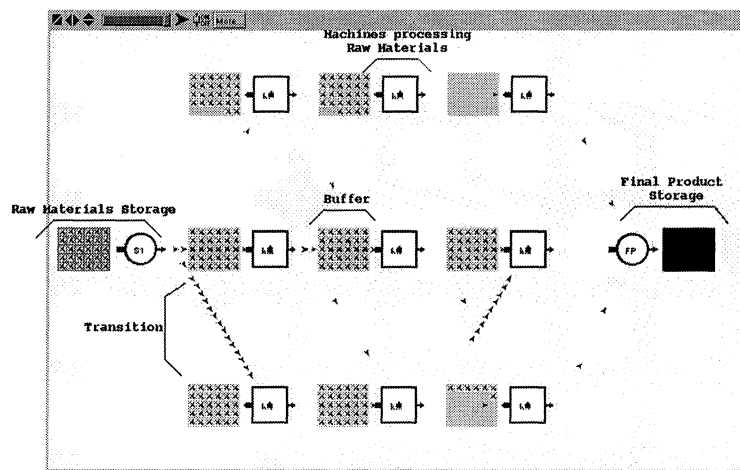 More...
Machines processing
Raw Materials
Final Product
Storage
Raw Materials Storage
Buffer
S1
FP
Transition